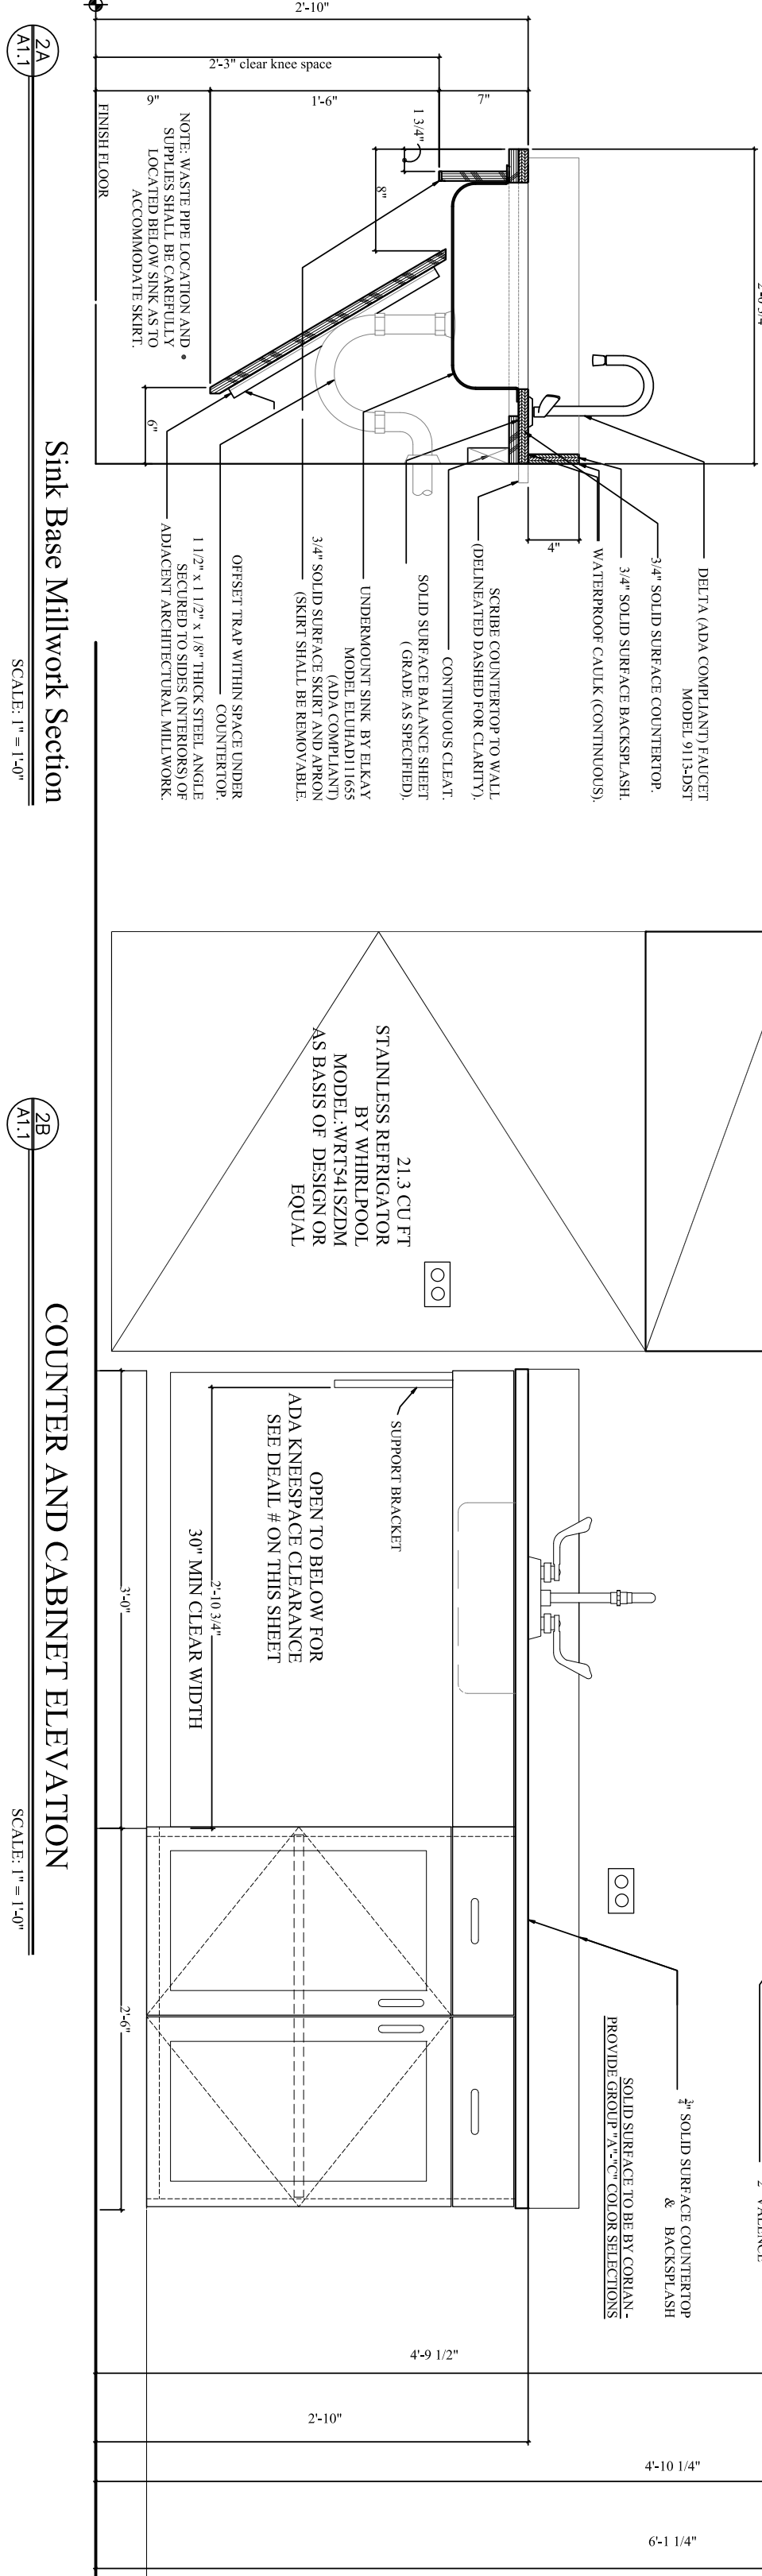 2'-10"
2'-3" clear knee space
9"
1'-6"
7"
1 3/4"
8"
6"
4"
FINISH FLOOR
NOTE: WASTE PIPE LOCATION AND
SUPPLIES SHALL BE CAREFULLY
LOCATED BELOW SINK AS TO
ACCOMMODATE SKIRT.
DELTA (ADA COMPLIANT) FAUCET
MODEL 9113-DST
3/4" SOLID SURFACE COUNTERTOP.
3/4" SOLID SURFACE BACKSPLASH.
WATERPROOF CAULK (CONTINUOUS).
SCRIBE COUNTERTOP TO WALL
(DELINEATED DASHED FOR CLARITY).
CONTINUOUS CLEAT.
SOLID SURFACE BALANCE SHEET
( GRADE AS SPECIFIED).
UNDERMOUNT SINK BY ELKAY
MODEL ELUHAD111655
(ADA COMPLIANT)
3/4" SOLID SURFACE SKIRT AND APRON
(SKIRT SHALL BE REMOVABLE.
OFFSET TRAP WITHIN SPACE UNDER
COUNTERTOP.
1 1/2" x 1 1/2" x 1/8" THICK STEEL ANGLE
SECURED TO SIDES (INTERIORS) OF
ADJACENT ARCHITECTURAL MILLWORK.
2A
A1.1
Sink Base Millwork Section
SCALE: 1" = 1'-0"
21.3 CU FT
STAINLESS REFRIGATOR
BY WHIRLPOOL
MODEL:WRT541SZDM
AS BASIS OF DESIGN OR
EQUAL
SUPPORT BRACKET
OPEN TO BELOW FOR
ADA KNEESPACE CLEARANCE
SEE DEAIL # ON THIS SHEET
2'-10 3/4"
30" MIN CLEAR WIDTH
3'-0"
2'-6"
2" VALENCE
3/4" SOLID SURFACE COUNTERTOP
& BACKSPLASH
SOLID SURFACE TO BE BY CORIAN -
PROVIDE GROUP "A"-"C" COLOR SELECTIONS
4'-9 1/2"
2'-10"
4'-10 1/4"
6'-1 1/4"
2B
A1.1
COUNTER AND CABINET ELEVATION
SCALE: 1" = 1'-0"